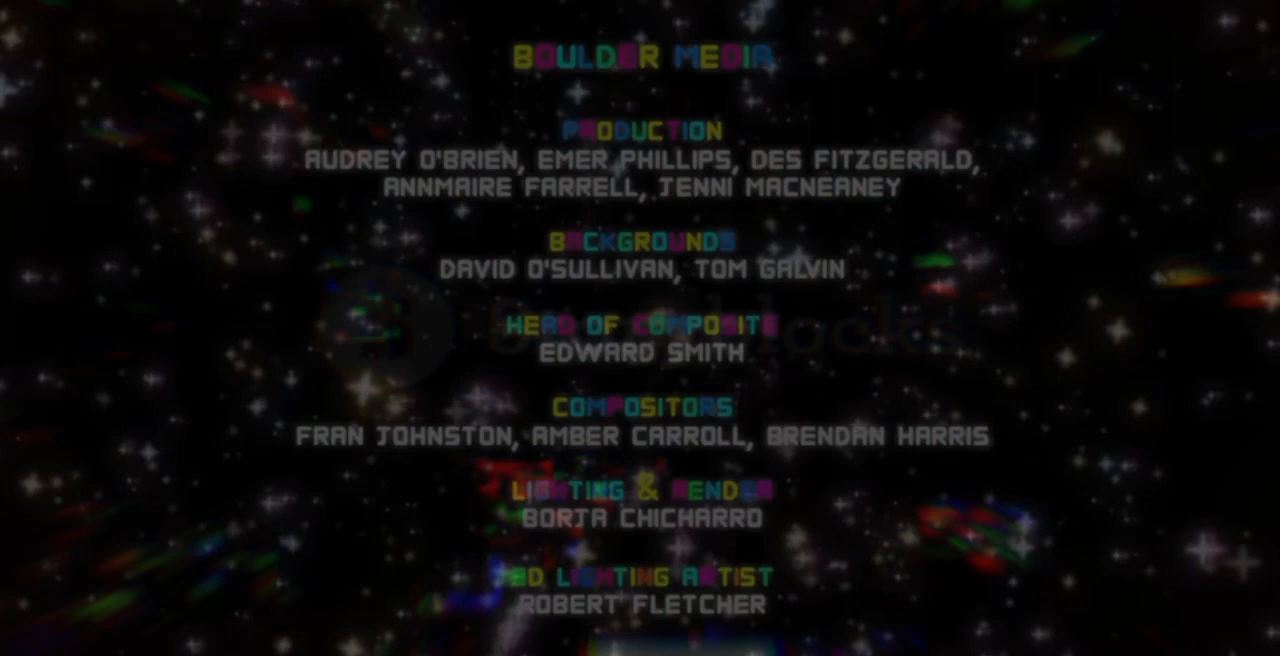 BOULDER MEDIA
PRODUCTION
AUDREY O'BRIEN, EMER PHILLIPS, DES FITZGERALD,
ANNMAIRE FARRELL, JENNI MACNEANEY
BACKGROUNDS
DAVID O'SULLIVAN, TOM GALVIN
HEAD OF COMPOSITE
EDWARD SMITH
COMPOSITORS
FRAN JOHNSTON, AMBER CARROLL, BRENDAN HARRIS
LIGHTING & RENDER
BORJA CHICHARRO
3D LIGHTING ARTIST
ROBERT FLETCHER